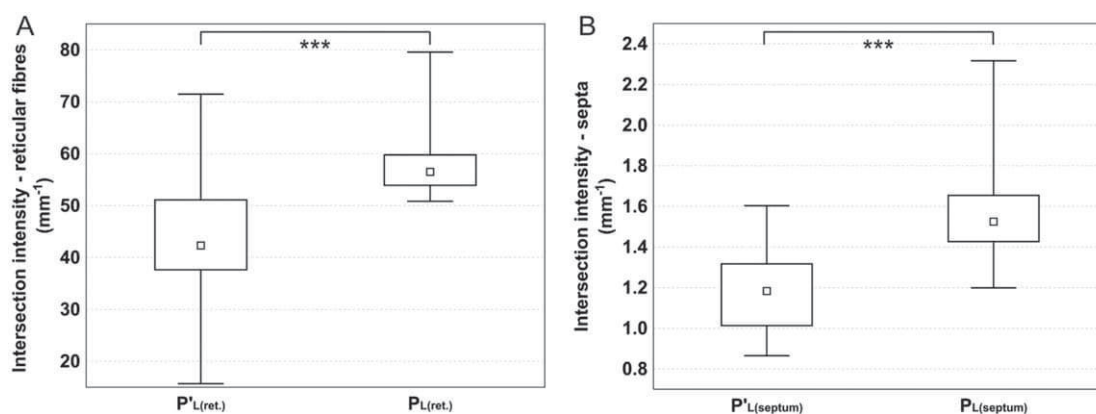 A
Intersection intensity - reticular fibres
(mm⁻¹)
80
70
60
50
40
30
20
***
P'L(ret.)
PL(ret.)
B
Intersection intensity - septa
(mm⁻¹)
2.4
2.2
2.0
1.8
1.6
1.4
1.2
1.0
0.8
***
P'L(septum)
PL(septum)